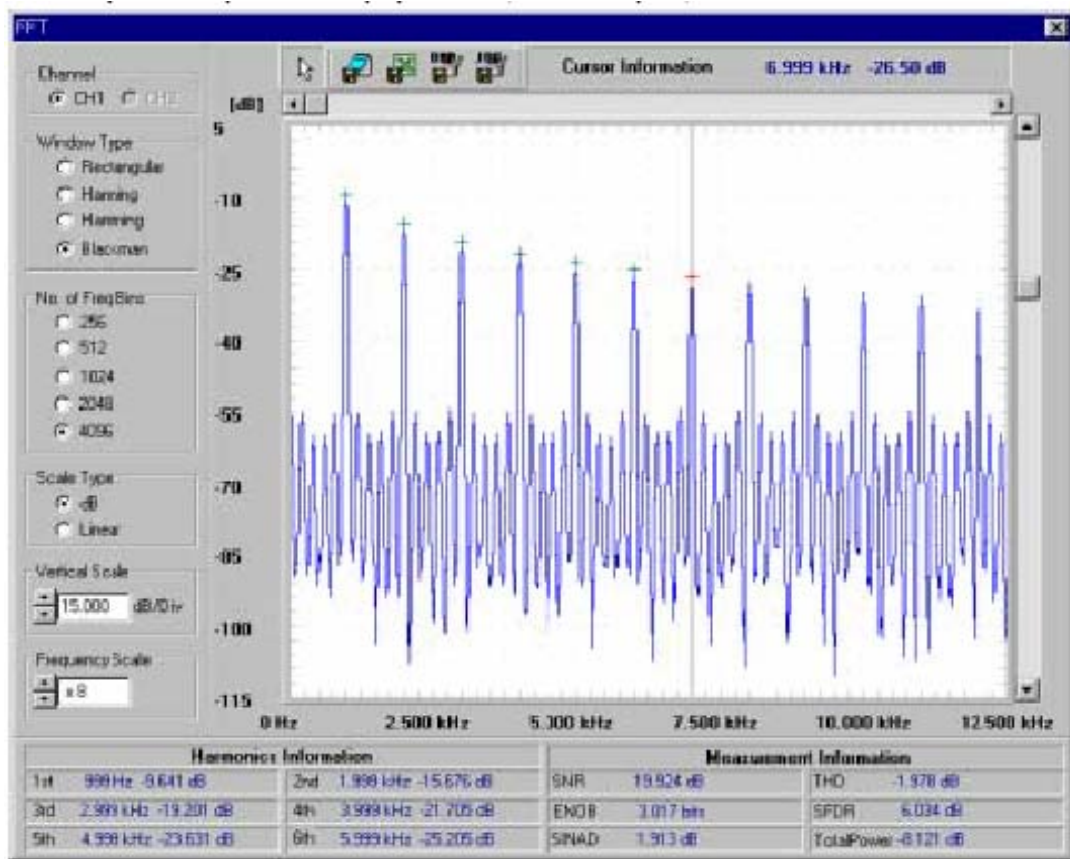 FFT
Channel
CH1 CH2
Window Type
Rectangular
Hanning
Hamming
Blackman
No. of Freq Bins
256
512
1024
2048
4096
Scale Type
dB
Linear
Vertical Scale
15.000 dB/Div
Frequency Scale
x8
Cursor Information 6.999 kHz -26.50 dB
[dB]
5
-10
-25
-40
-55
-70
-85
-100
-115
0 Hz 2.500 kHz 5.000 kHz 7.500 kHz 10.000 kHz 12.500 kHz
Harmonics Information Measurement Information
1st 999 Hz -9.641 dB 2nd 1.999 kHz -15.676 dB SNR 19.924 dB THD -1.978 dB
3rd 2.999 kHz -19.201 dB 4th 3.999 kHz -21.705 dB ENOB 3.017 bits SFDR 6.034 dB
5th 4.998 kHz -23.631 dB 6th 5.999 kHz -25.205 dB SINAD 1.913 dB TotalPower -8.121 dB